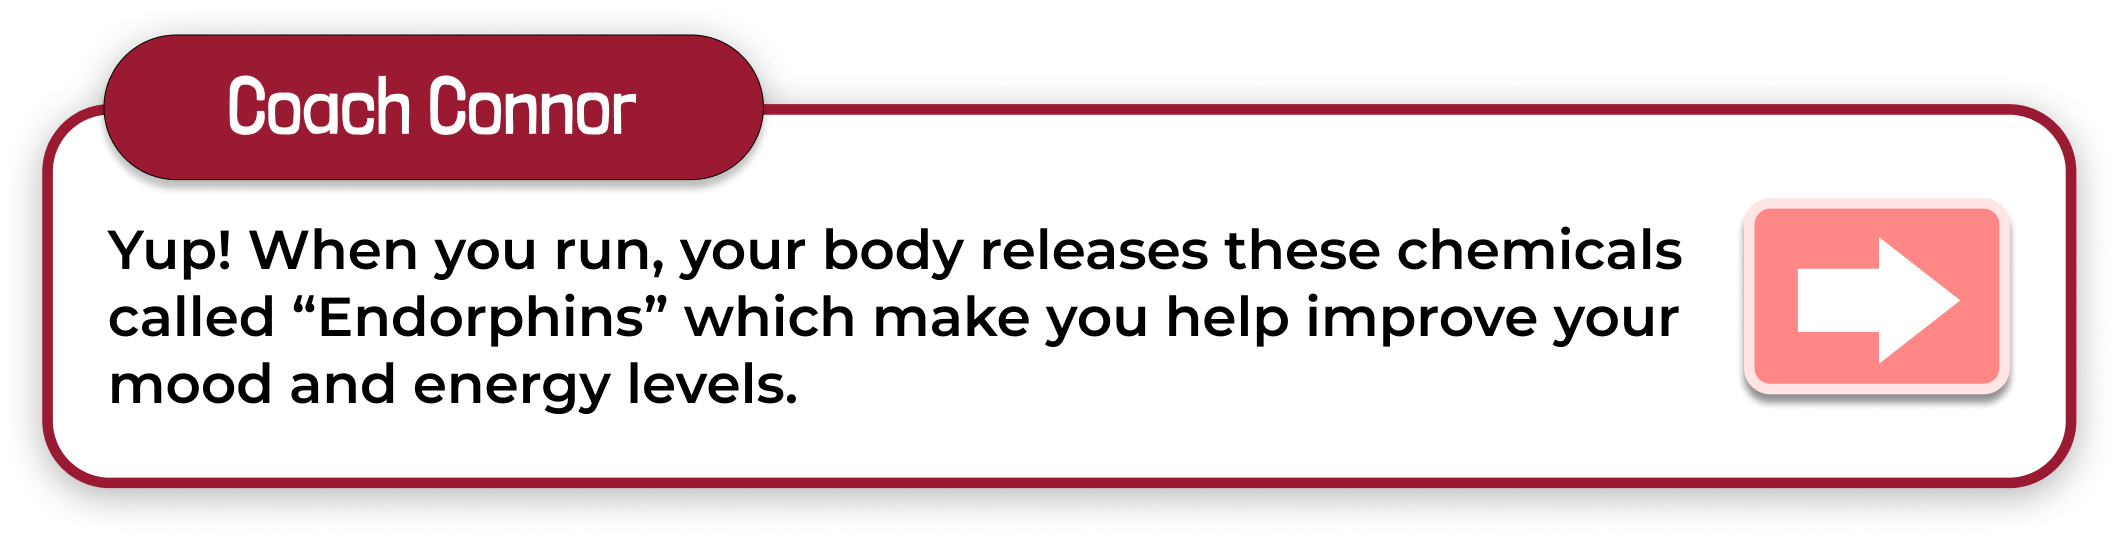 Coach Connor
Yup! When you run, your body releases these chemicals
called “Endorphins” which make you help improve your
mood and energy levels.